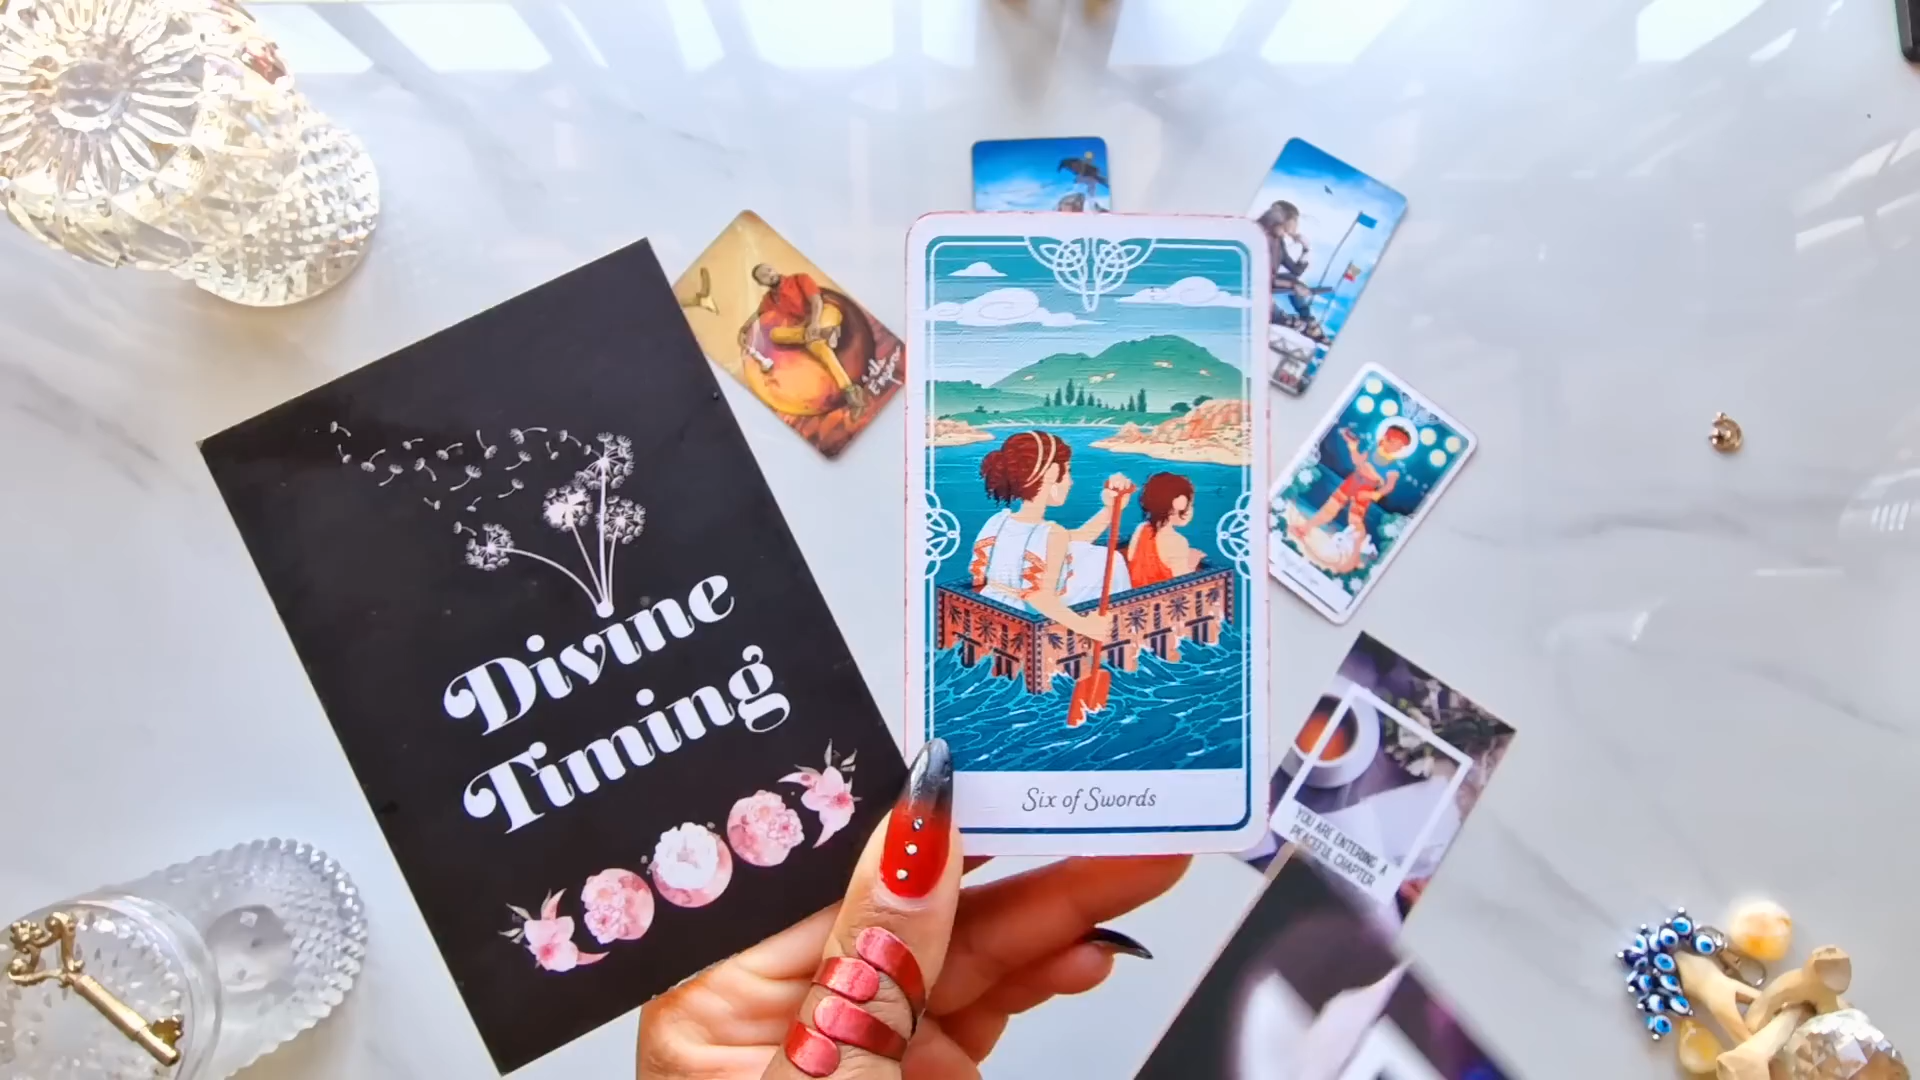 Divine
Timing
Six of Swords
YOU ARE ENTERING A
PEACEFUL CHAPTER